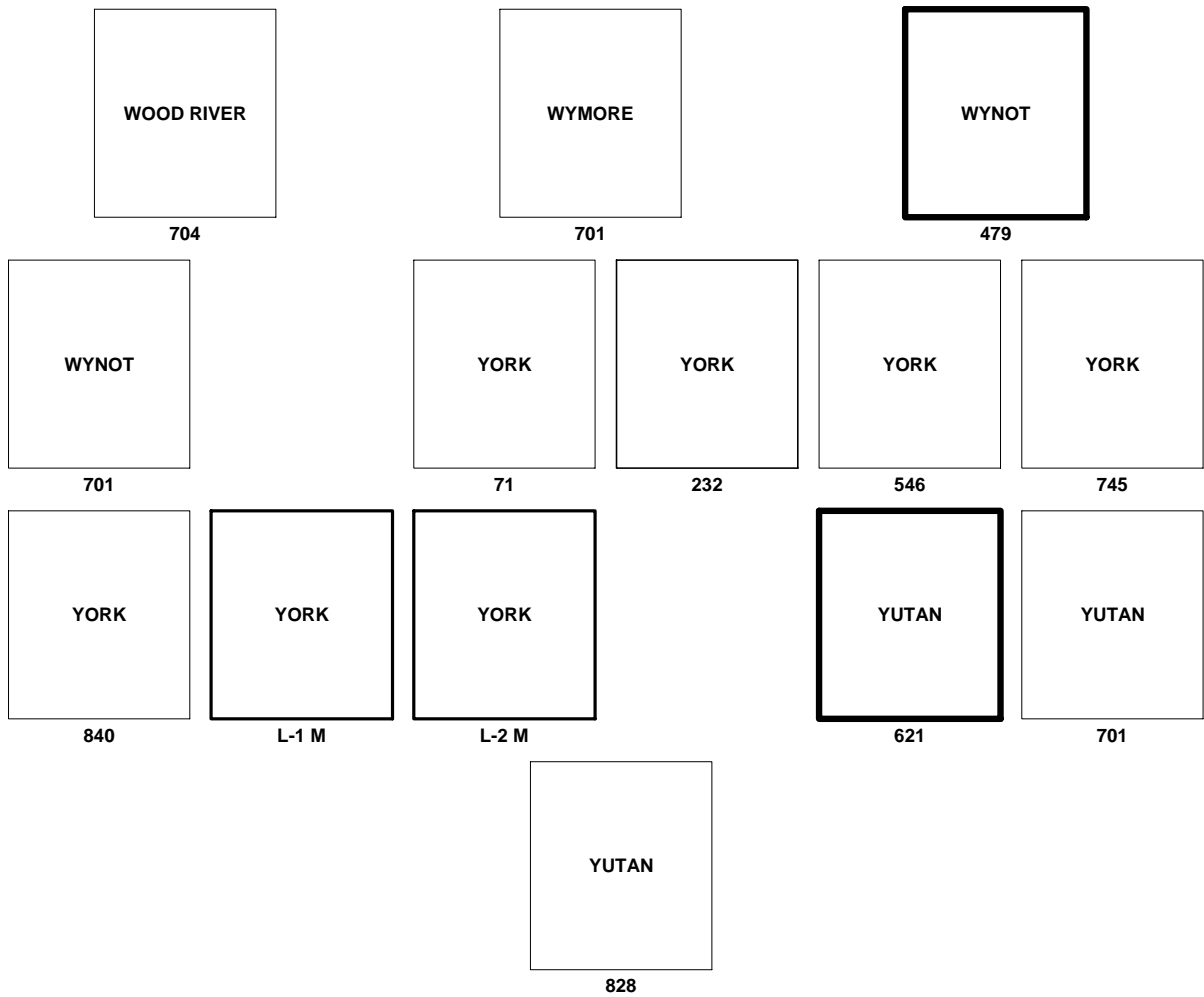 WOOD RIVER
704
WYMORE
701
WYNOT
479
WYNOT
701
YORK
71
YORK
232
YORK
546
YORK
745
YORK
840
YORK
L-1 M
YORK
L-2 M
YUTAN
621
YUTAN
701
YUTAN
828